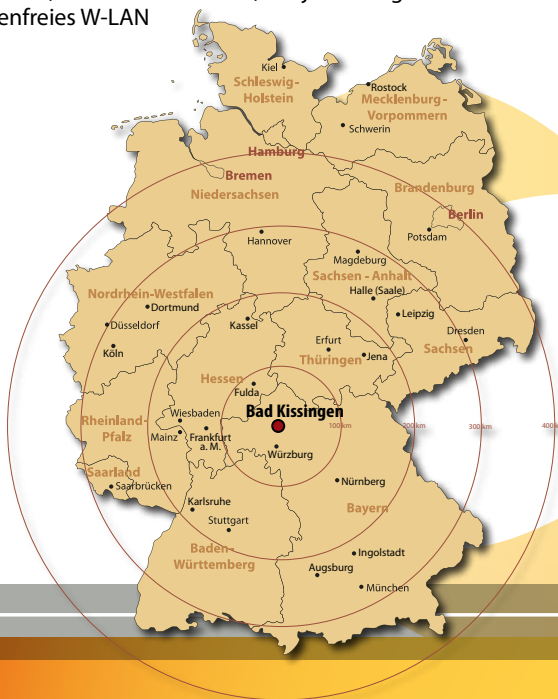 enfreies W-LAN
Kiel
Schleswig-
Holstein
Rostock
Mecklenburg-
Vorpommern
Schwerin
Hamburg
Bremen
Niedersachsen
Brandenburg
Berlin
Potsdam
Hannover
Magdeburg
Sachsen - Anhalt
Halle (Saale)
Nordrhein-Westfalen
Dortmund
Düsseldorf
Köln
Kassel
Leipzig
Dresden
Sachsen
Erfurt
Thüringen
Jena
Hessen
Fulda
Bad Kissingen
Wiesbaden
Rheinland-
Pfalz
Mainz
Frankfurt
a. M.
100 km
200 km
300 km
400 k
Würzburg
Saarland
Saarbrücken
Nürnberg
Karlsruhe
Bayern
Stuttgart
Baden-
Württemberg
Ingolstadt
Augsburg
München